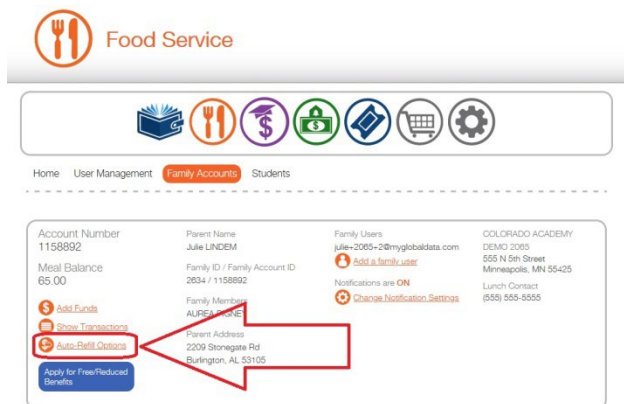 Food Service
Home User Management Family Accounts Students
Account Number
1158892
Meal Balance
65.00
Add Funds
Show Transactions
Auto-Refill Options
Apply for Free/Reduced
Benefits
Parent Name
Julie LINDEM
Family ID / Family Account ID
2634 / 1158892
Family Members
AUREA
Parent Address
2209 Stonegate Rd
Burlington, AL 53105
Family Users
julie+2065+2@myglobaldata.com
Add a family user
Notifications are ON
Change Notification Settings
COLORADO ACADEMY
DEMO 2065
555 N 5th Street
Minneapolis, MN 55425
Lunch Contact
(555) 555-5555